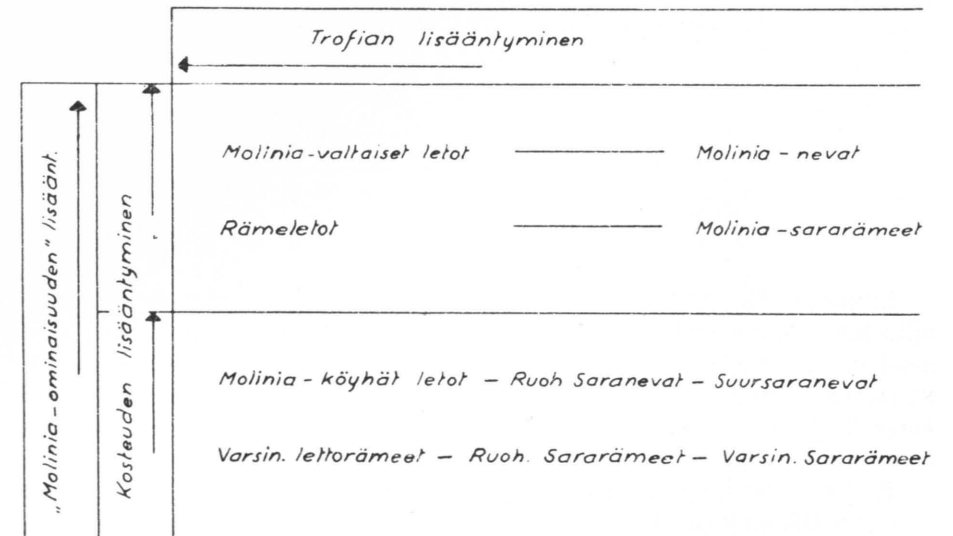 Trofian lisääntyminen
„Molinia-ominaisuuden" lisäänt.
Kosteuden lisääntyminen
Molinia-valtaiset letot — Molinia-nevat
Rämeletot — Molinia-sararämeet
Molinia-köyhät letot — Ruoh Saranevat — Suursaranevat
Varsin. lettorämeet — Ruoh. Sararämeet — Varsin. Sararämeet